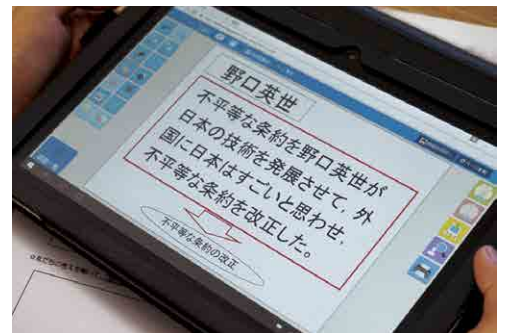 野口英世
不平等な条約を野口英世が
日本の技術を発展させて，外
国に日本はすごいと思わせ，
不平等な条約を改正した。
不平等な条約の改正